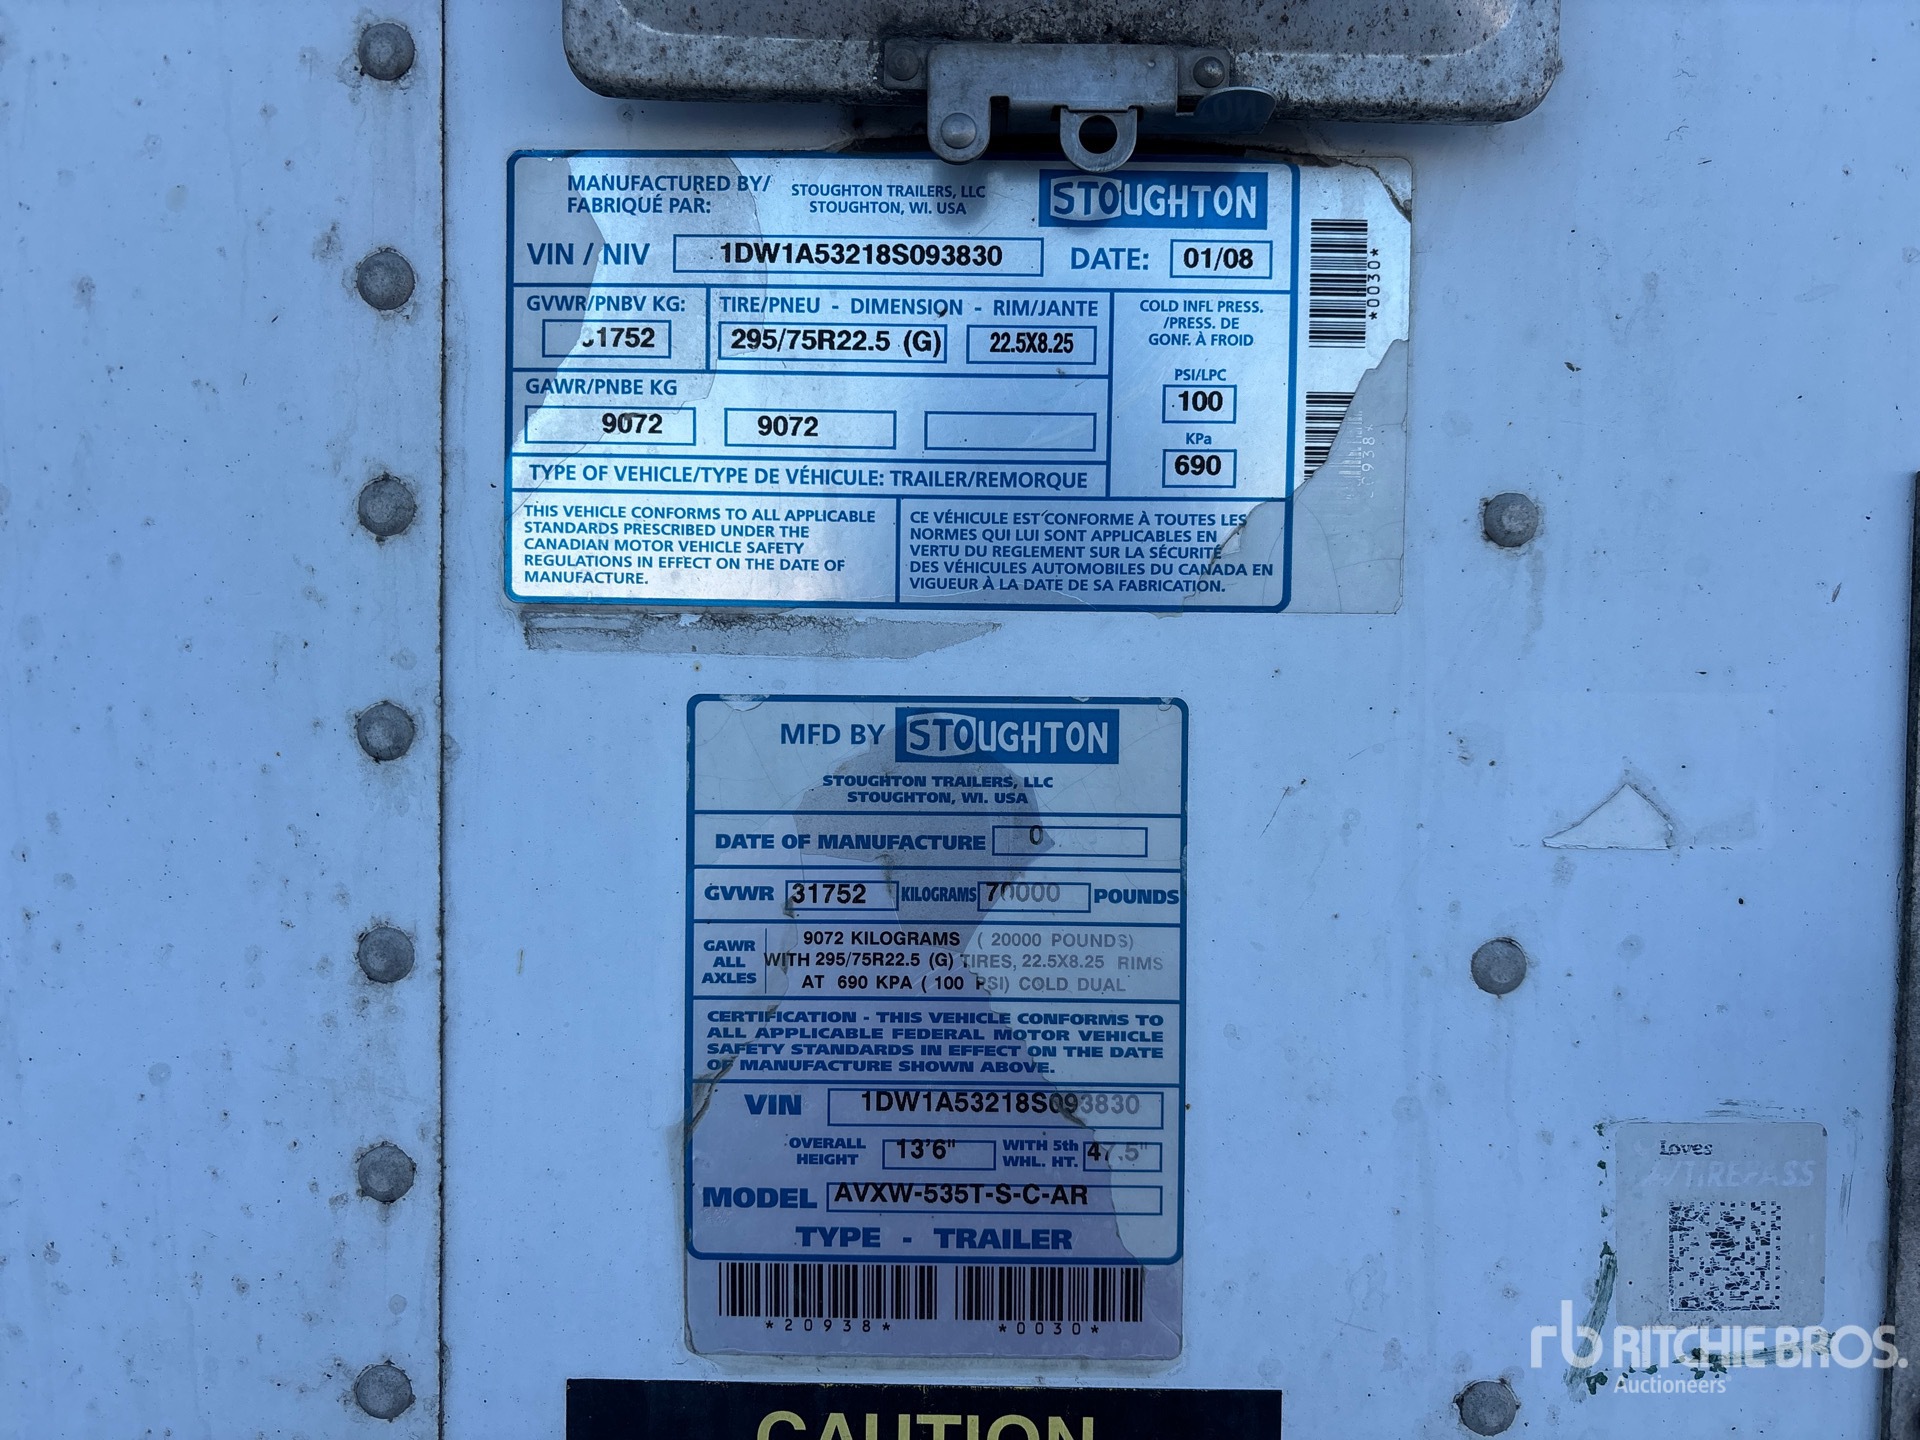 MANUFACTURED BY/
FABRIQUÉ PAR:
STOUGHTON TRAILERS, LLC
STOUGHTON, WI. USA
STOUGHTON
VIN / NIV 1DW1A53218S093830 DATE: 01/08
GVWR/PNBV KG: TIRE/PNEU - DIMENSION - RIM/JANTE
31752 295/75R22.5 (G) 22.5X8.25
COLD INFL PRESS.
/PRESS. DE
GONF. À FROID
PSI/LPC
100
KPa
690
GAWR/PNBE KG
9072 9072
TYPE OF VEHICLE/TYPE DE VÉHICULE: TRAILER/REMORQUE
THIS VEHICLE CONFORMS TO ALL APPLICABLE
STANDARDS PRESCRIBED UNDER THE
CANADIAN MOTOR VEHICLE SAFETY
REGULATIONS IN EFFECT ON THE DATE OF
MANUFACTURE.
CE VÉHICULE EST CONFORME À TOUTES LES
NORMES QUI LUI SONT APPLICABLES EN
VERTU DU REGLEMENT SUR LA SÉCURITÉ
DES VÉHICULES AUTOMOBILES DU CANADA EN
VIGUEUR À LA DATE DE SA FABRICATION.
*0030*
MFD BY STOUGHTON
STOUGHTON TRAILERS, LLC
STOUGHTON, WI. USA
DATE OF MANUFACTURE 0
GVWR 31752 KILOGRAMS 70000 POUNDS
GAWR
ALL
AXLES
9072 KILOGRAMS ( 20000 POUNDS)
WITH 295/75R22.5 (G) TIRES, 22.5X8.25 RIMS
AT 690 KPA ( 100 PSI) COLD DUAL
CERTIFICATION - THIS VEHICLE CONFORMS TO
ALL APPLICABLE FEDERAL MOTOR VEHICLE
SAFETY STANDARDS IN EFFECT ON THE DATE
OF MANUFACTURE SHOWN ABOVE.
VIN 1DW1A53218S093830
OVERALL
HEIGHT
13'6"
WITH 5th
WHL. HT.
47.5"
MODEL AVXW-535T-S-C-AR
TYPE - TRAILER
*20938* *0030*
Loves
TIREPASS
CAUTION
rb RITCHIE BROS.
Auctioneers